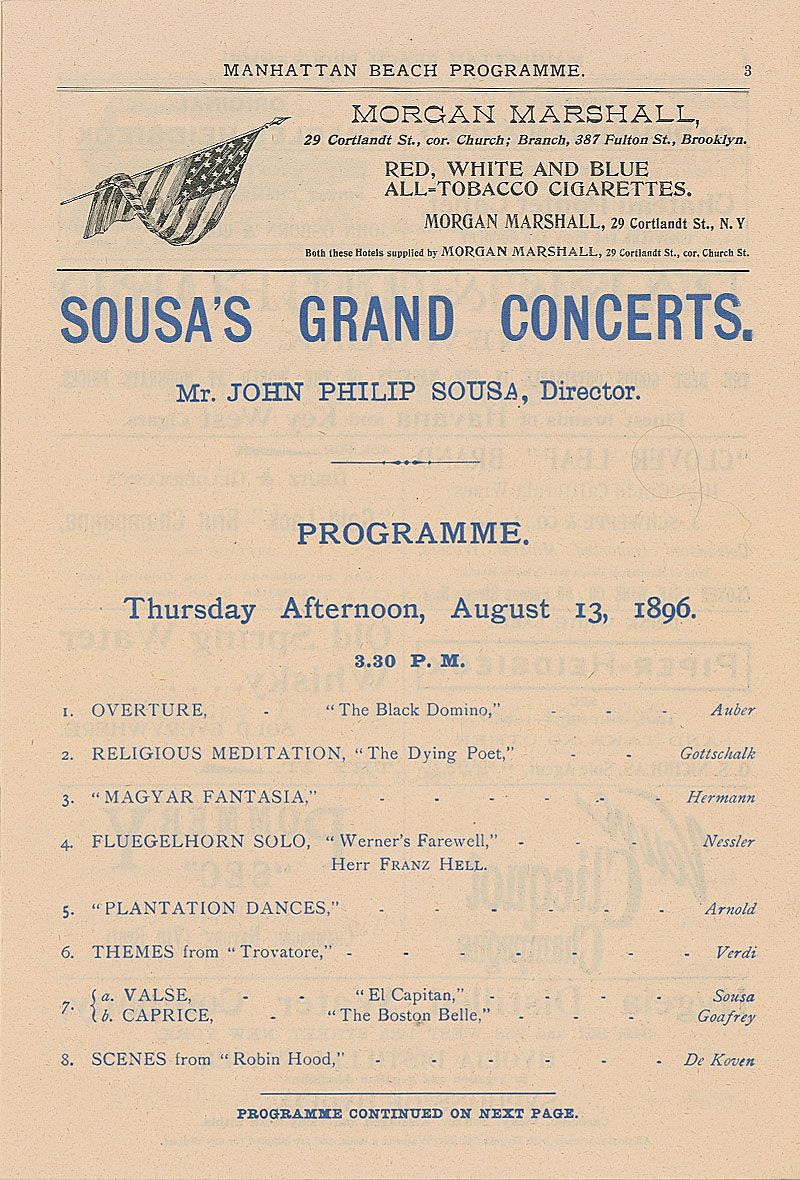 MANHATTAN BEACH PROGRAMME. 3
MORGAN MARSHALL,
29 Cortlandt St., cor. Church; Branch, 387 Fulton St., Brooklyn.
RED, WHITE AND BLUE
ALL=TOBACCO CIGARETTES.
MORGAN MARSHALL, 29 Cortlandt St., N. Y
Both these Hotels supplied by MORGAN MARSHALL, 29 Cortlandt St., cor. Church St.
SOUSA'S GRAND CONCERTS.
Mr. JOHN PHILIP SOUSA, Director.
PROGRAMME.
Thursday Afternoon, August 13, 1896.
3.30 P. M.
1. OVERTURE, - "The Black Domino," - - - Auber
2. RELIGIOUS MEDITATION, "The Dying Poet," - - Gottschalk
3. "MAGYAR FANTASIA," - - - - - - Hermann
4. FLUEGELHORN SOLO, "Werner's Farewell," - - - Nessler
Herr FRANZ HELL.
5. "PLANTATION DANCES," - - - - - - Arnold
6. THEMES from "Trovatore," - - - - - - Verdi
7. { a. VALSE, - - "El Capitan," - - - Sousa
b. CAPRICE, - "The Boston Belle," - - - Goafrey
8. SCENES from "Robin Hood," - - - - - - De Koven
PROGRAMME CONTINUED ON NEXT PAGE.